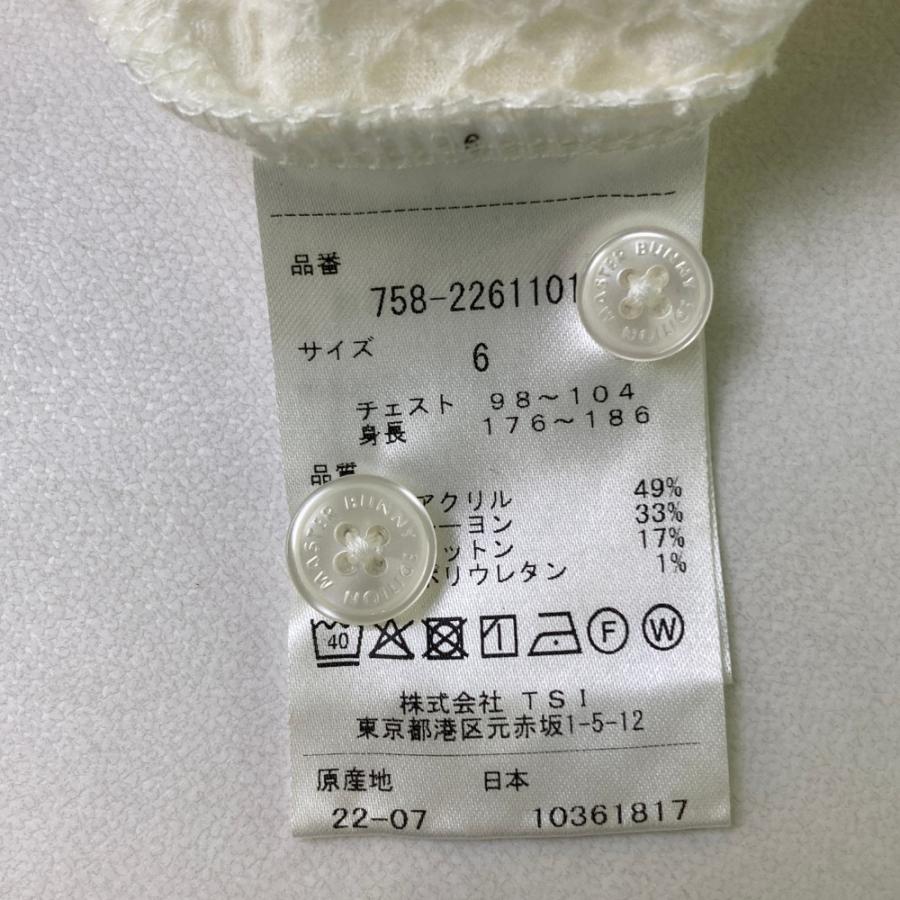 6
品番
758-2261101
MASTER BUNNY EDITION
サイズ 6
チェスト 98~104
身長 176~186
品質
アクリル 49%
ーヨン 33%
ットン 17%
ポリウレタン 1%
MASTER BUNNY EDITION
40 F W
株式会社 TSI
東京都港区元赤坂1-5-12
原産地 日本
22-07 10361817